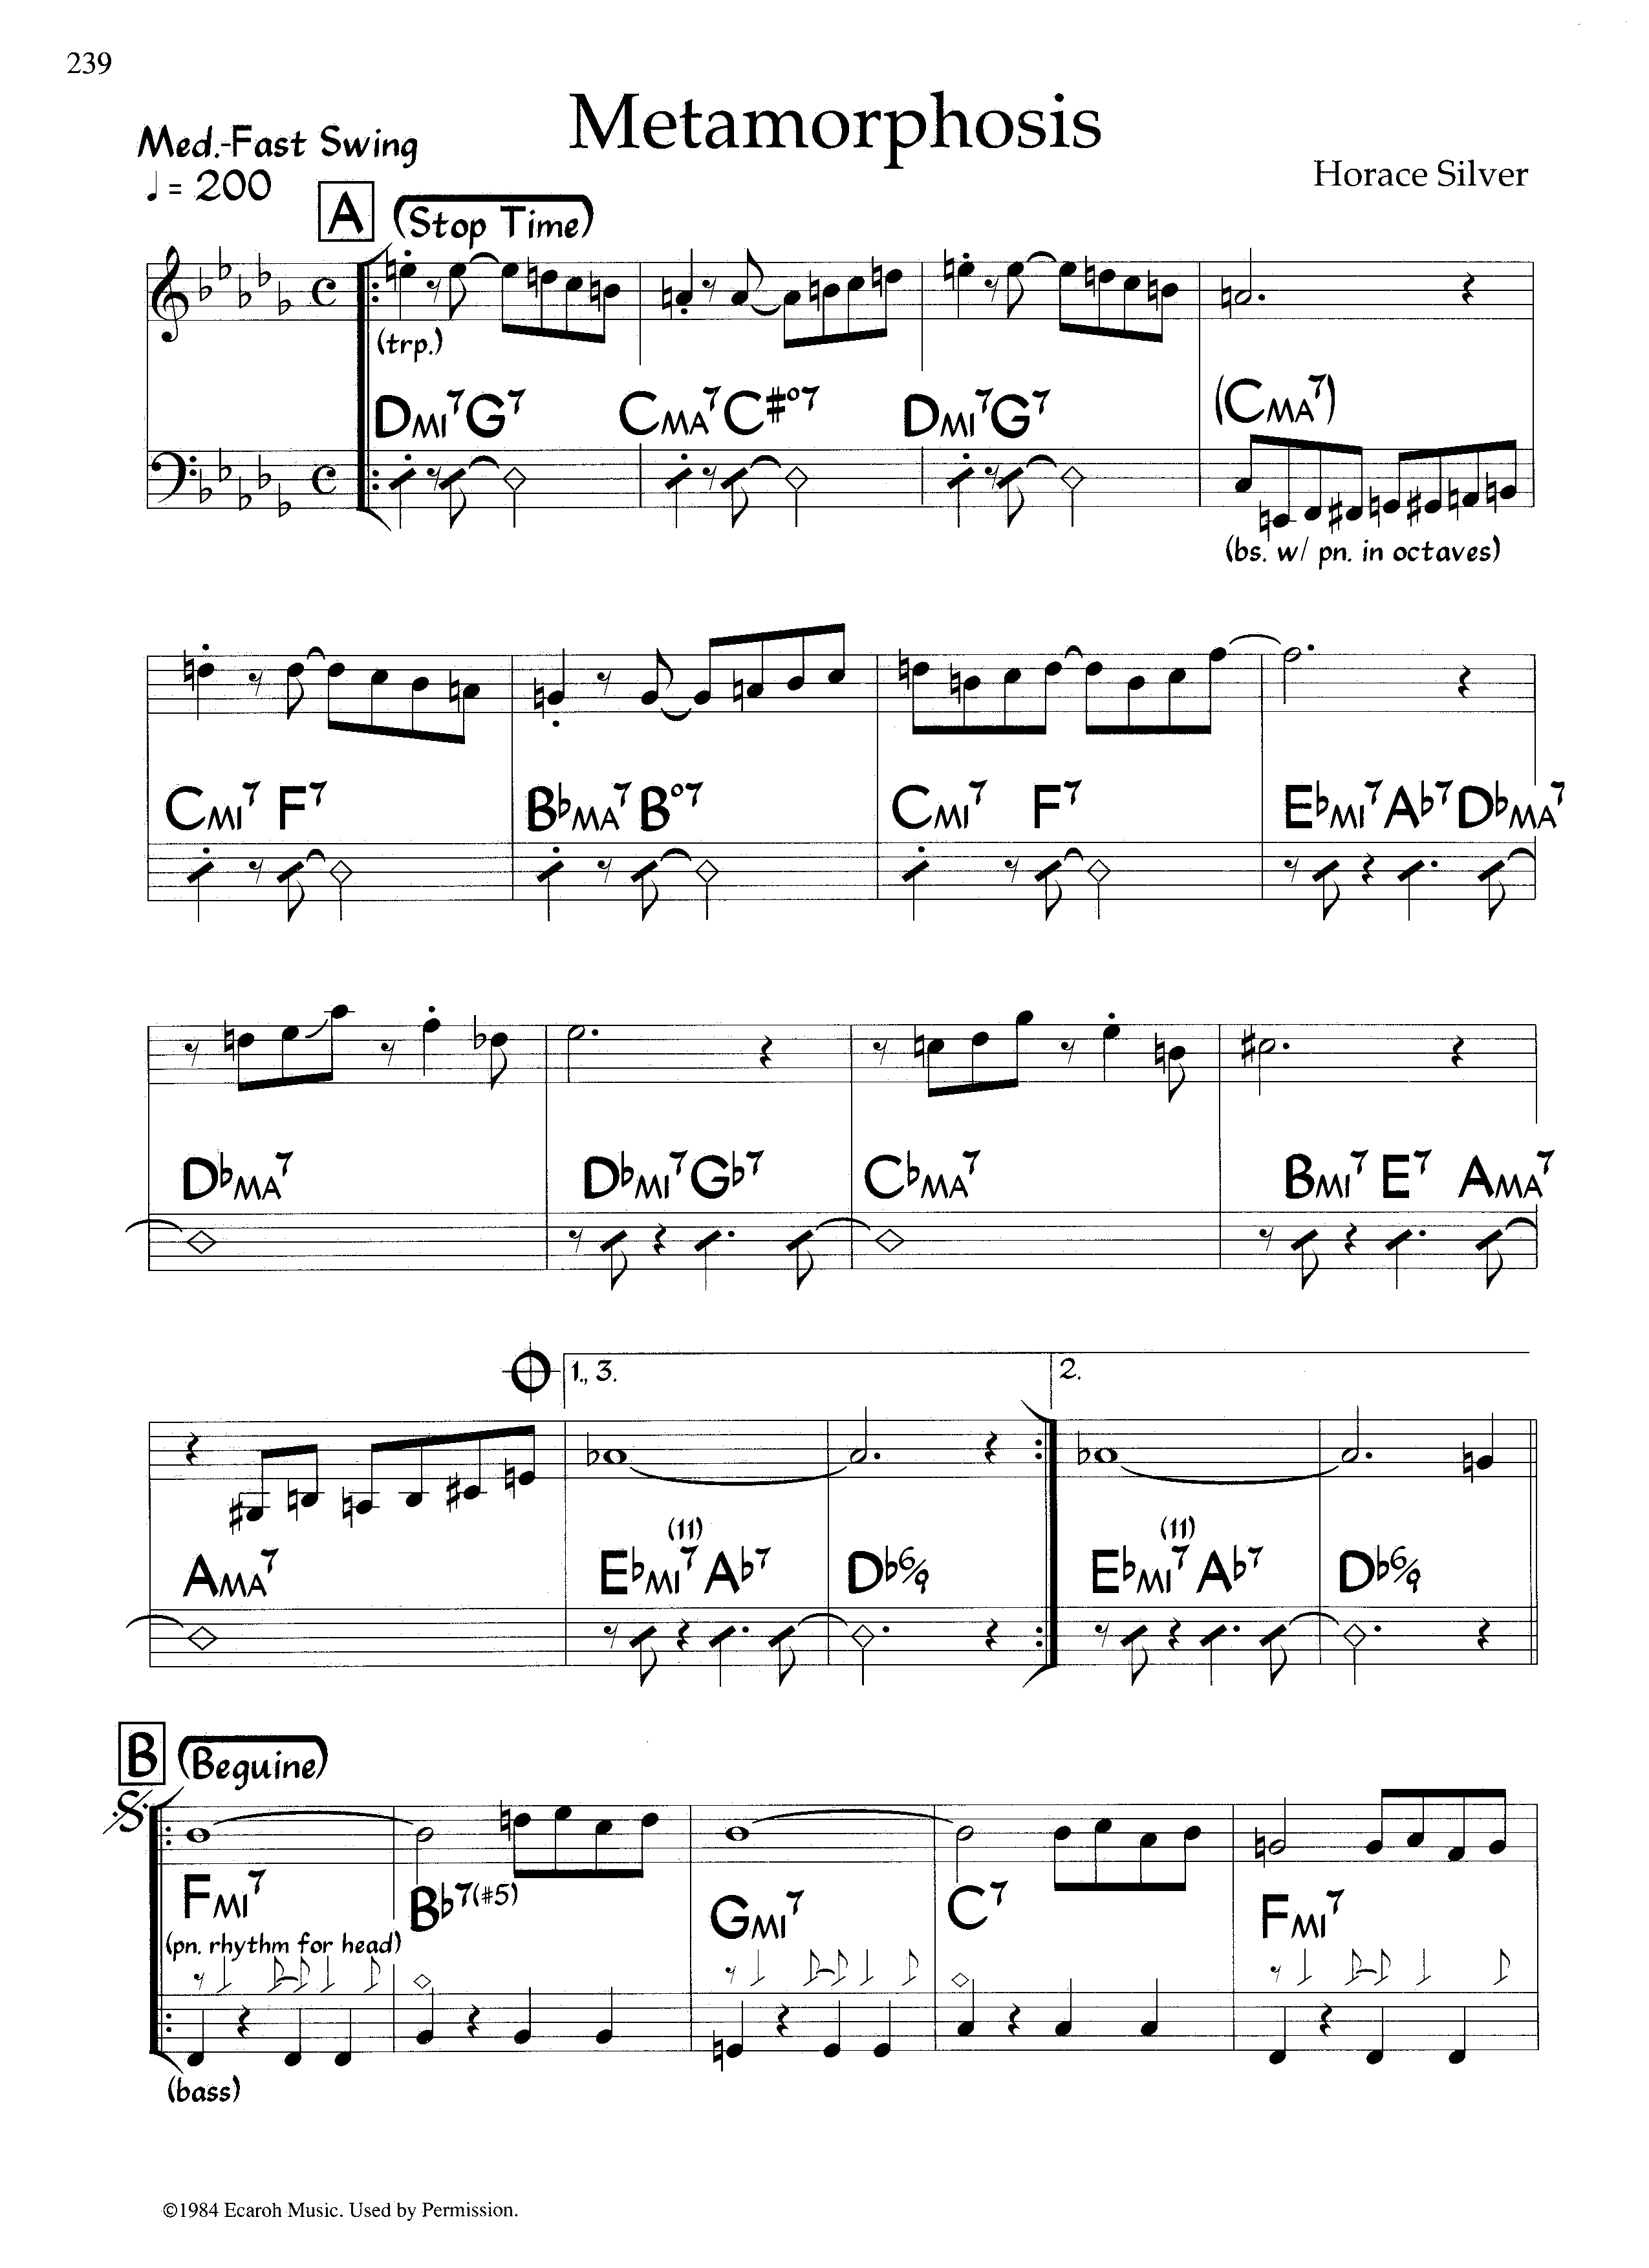 239
Metamorphosis
Med.-Fast Swing
♩ = 200
Horace Silver
A (Stop Time)
(trp.)
DMI7 G7 CMA7 C#o7 DMI7 G7 (CMA7)
(bs. w/ pn. in octaves)
CMI7 F7 BbMA7 Bo7 CMI7 F7 EbMI7 Ab7 DbMA7
DbMA7 DbMI7 Gb7 CbMA7 BMI7 E7 AMA7
1., 3. 2.
(11) (11)
AMA7 EbMI7 Ab7 Db6/9 EbMI7 Ab7 Db6/9
B (Beguine)
FMI7 Bb7(#5) GMI7 C7 FMI7
(pn. rhythm for head)
(bass)
©1984 Ecaroh Music. Used by Permission.